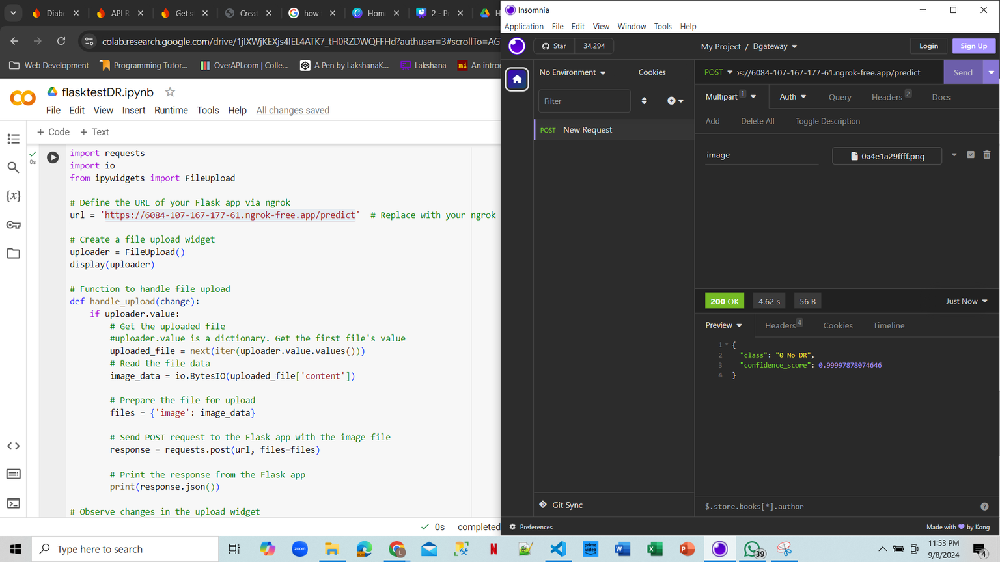 Diabe
API R
Get s
Creat
how
Home
2 - P
H
colab.research.google.com/drive/1jIXWjKEXjs4IEL4ATK7_tH0RZDWQFFHd?authuser=3#scrollTo=AG
Web Development
Programming Tutor...
OverAPI.com | Colle...
A Pen by LakshanaK...
Lakshana
mi
An introd
flasktestDR.ipynb
File Edit View Insert Runtime Tools Help All changes saved
+ Code + Text
0s
import requests
import io
from ipywidgets import FileUpload
# Define the URL of your Flask app via ngrok
url = 'https://6084-107-167-177-61.ngrok-free.app/predict' # Replace with your ngrok
# Create a file upload widget
uploader = FileUpload()
display(uploader)
# Function to handle file upload
def handle_upload(change):
if uploader.value:
# Get the uploaded file
#uploader.value is a dictionary. Get the first file's value
uploaded_file = next(iter(uploader.value.values()))
# Read the file data
image_data = io.BytesIO(uploaded_file['content'])
# Prepare the file for upload
files = {'image': image_data}
# Send POST request to the Flask app with the image file
response = requests.post(url, files=files)
# Print the response from the Flask app
print(response.json())
# Observe changes in the upload widget
0s completed
Insomnia
Application File Edit View Window Tools Help
Star 34,294
My Project / Dgateway
Login
Sign Up
No Environment
Cookies
POST ɔs://6084-107-167-177-61.ngrok-free.app/predict
Send
Filter
Multipart 1
Auth
Query
Headers 2
Docs
Add
Delete All
Toggle Description
POST New Request
image
0a4e1a29ffff.png
200 OK
4.62 s
56 B
Just Now
Preview
Headers 4
Cookies
Timeline
1 {
2 "class": "0 No DR",
3 "confidence_score": 0.99997878074646
4 }
Git Sync
$.store.books[*].author
Preferences
Made with by Kong
Type here to search
zoom
N
prime video
39
11:53 PM
9/8/2024
4